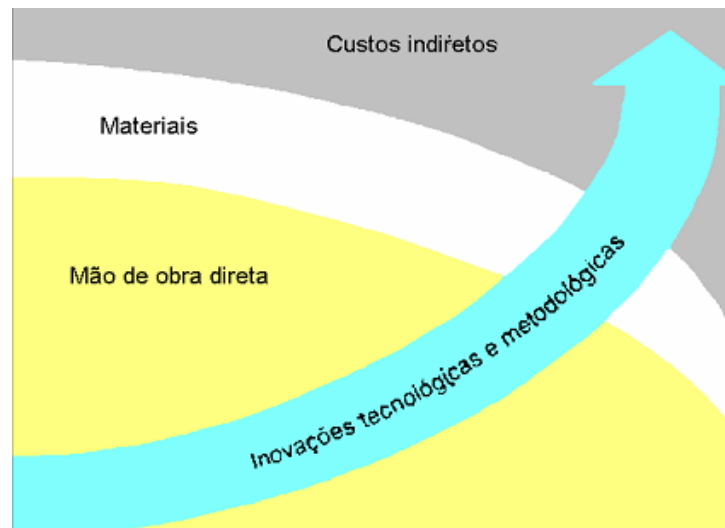 Custos indiretos
Materiais
Mão de obra direta
Inovações tecnológicas e metodológicas